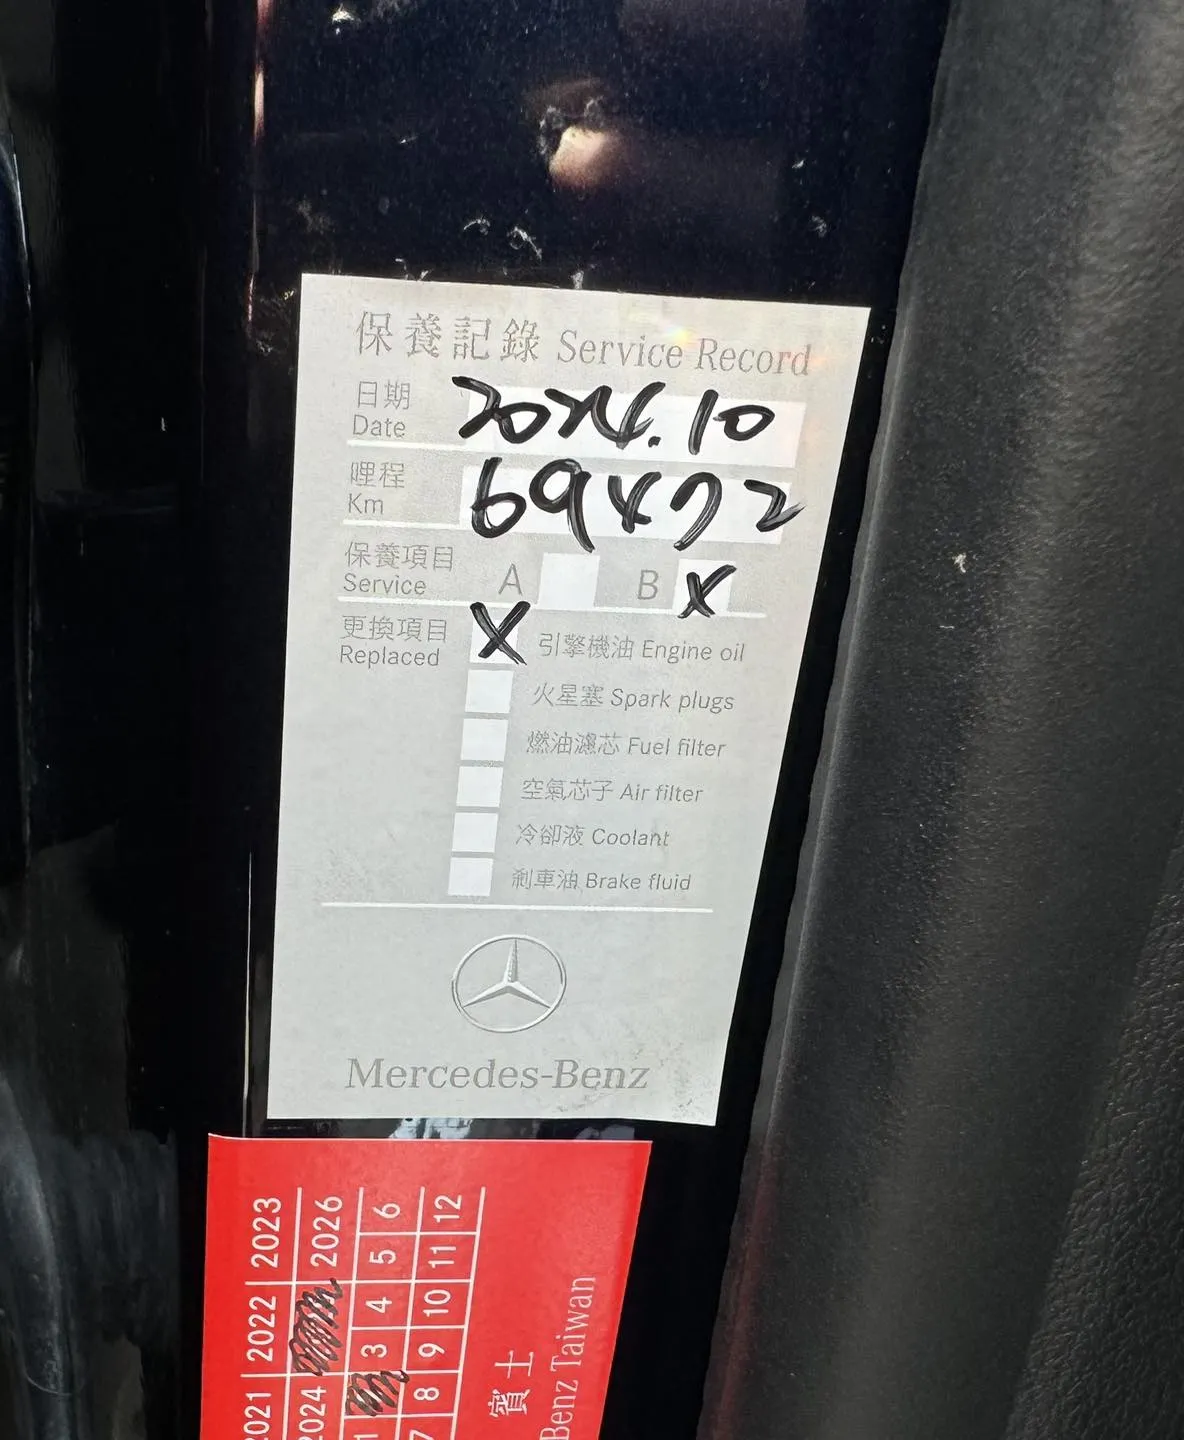 保養記錄 Service Record
日期 2024.10
Date
哩程 69472
Km
保養項目 A B X
Service
更換項目 X 引擎機油 Engine oil
Replaced
火星塞 Spark plugs
燃油濾芯 Fuel filter
空氣芯子 Air filter
冷卻液 Coolant
剎車油 Brake fluid
Mercedes-Benz
2021 2022 2023
2024 2026
1 3 4 5 6
7 8 9 10 11 12
賓士
Benz Taiwan